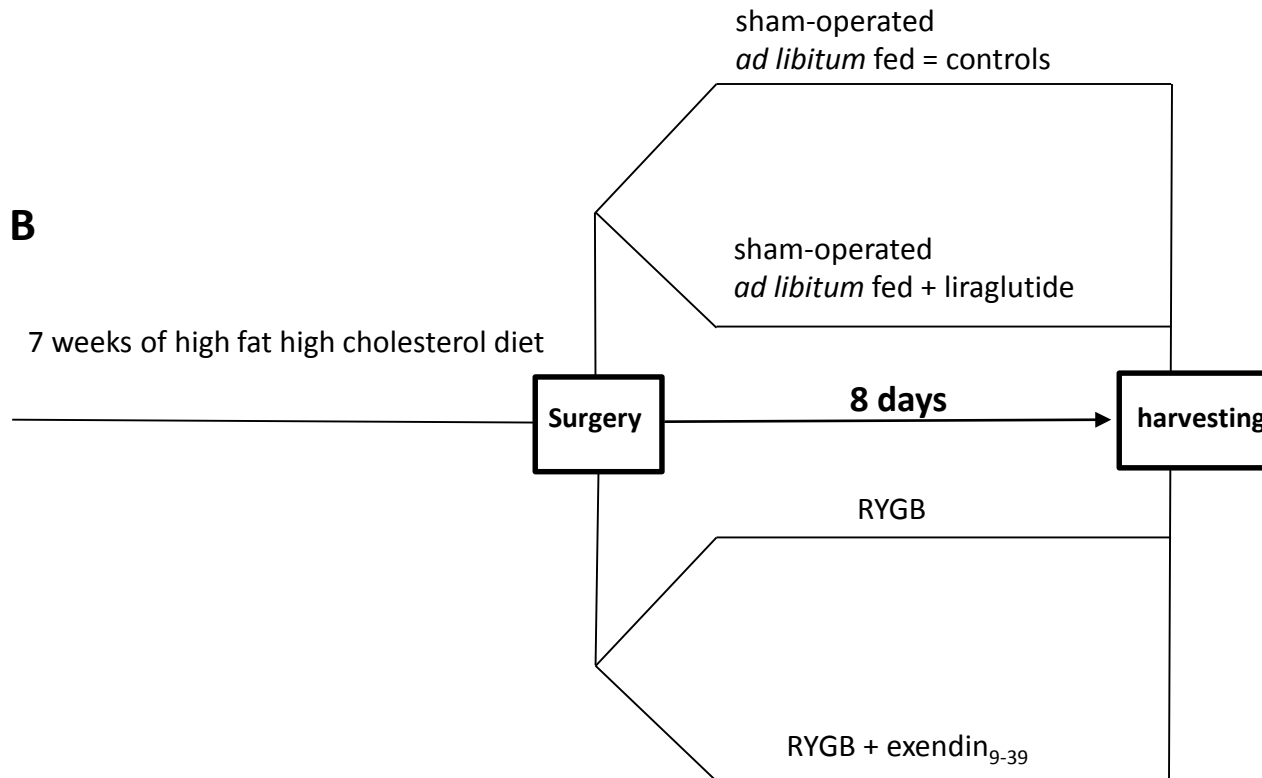 sham-operated
ad libitum fed = controls
B
sham-operated
ad libitum fed + liraglutide
7 weeks of high fat high cholesterol diet
Surgery
8 days
harvesting
RYGB
RYGB + exendin9-39